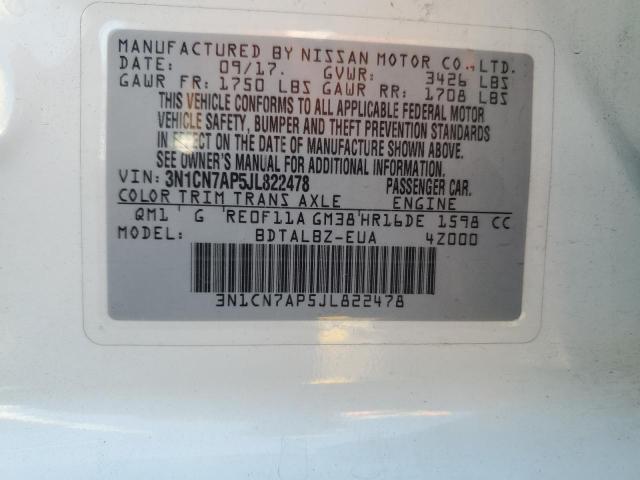 MANUFACTURED BY NISSAN MOTOR CO., LTD.
DATE: 09/17. GVWR: 3426 LBS
GAWR FR: 1750 LBS GAWR RR: 1708 LBS
THIS VEHICLE CONFORMS TO ALL APPLICABLE FEDERAL MOTOR
VEHICLE SAFETY, BUMPER AND THEFT PREVENTION STANDARDS
IN EFFECT ON THE DATE OF MANUFACTURE SHOWN ABOVE.
SEE OWNER'S MANUAL FOR ADDITIONAL INFORMATION.
VIN: 3N1CN7AP5JL822478 PASSENGER CAR.
COLOR TRIM TRANS AXLE ENGINE
QM1 G RE0F11A GM38 HR16DE 1598 CC
MODEL: BDTALBZ-EUA 4Z000
3N1CN7AP5JL822478